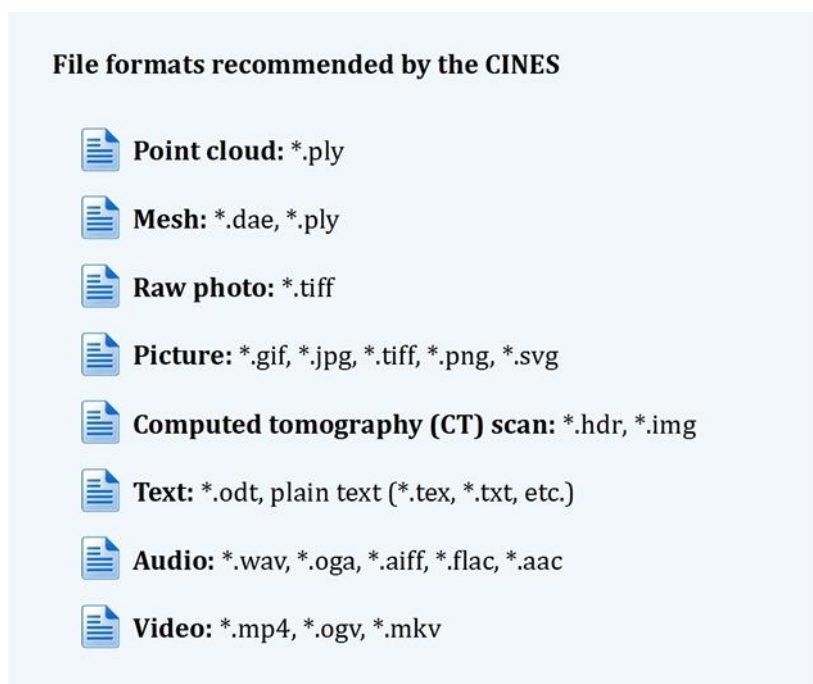 File formats recommended by the CINES
Point cloud: *.ply
Mesh: *.dae, *.ply
Raw photo: *.tiff
Picture: *.gif, *.jpg, *.tiff, *.png, *.svg
Computed tomography (CT) scan: *.hdr, *.img
Text: *.odt, plain text (*.tex, *.txt, etc.)
Audio: *.wav, *.oga, *.aiff, *.flac, *.aac
Video: *.mp4, *.ogv, *.mkv